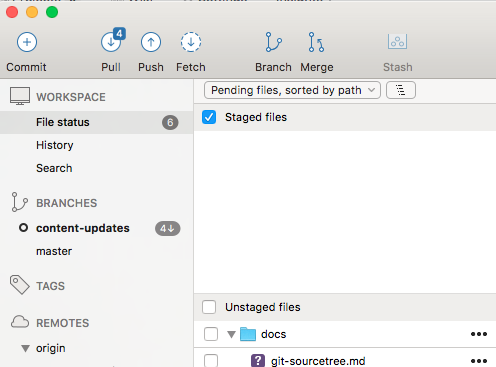 4
Commit Pull Push Fetch Branch Merge Stash
WORKSPACE
Pending files, sorted by path
File status 6
Staged files
History
Search
BRANCHES
content-updates 4↓
master
TAGS
Unstaged files
REMOTES
docs •••
origin
? git-sourcetree.md •••